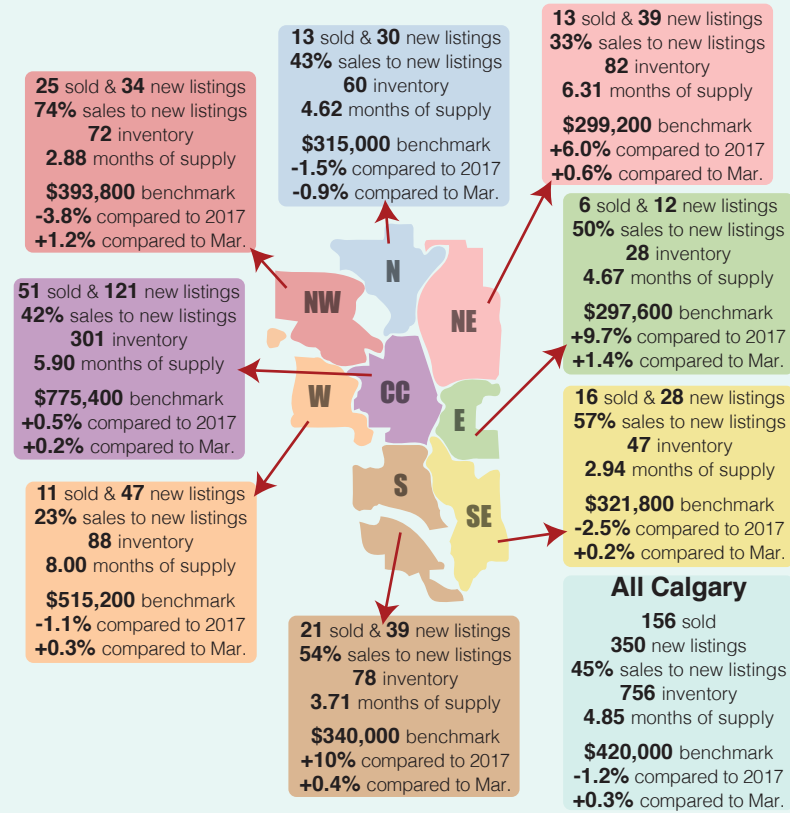 13 sold & 30 new listings
43% sales to new listings
60 inventory
4.62 months of supply
$315,000 benchmark
-1.5% compared to 2017
-0.9% compared to Mar.
13 sold & 39 new listings
33% sales to new listings
82 inventory
6.31 months of supply
$299,200 benchmark
+6.0% compared to 2017
+0.6% compared to Mar.
25 sold & 34 new listings
74% sales to new listings
72 inventory
2.88 months of supply
$393,800 benchmark
-3.8% compared to 2017
+1.2% compared to Mar.
6 sold & 12 new listings
50% sales to new listings
28 inventory
4.67 months of supply
$297,600 benchmark
+9.7% compared to 2017
+1.4% compared to Mar.
N
NW
NE
W
CC
E
S
SE
51 sold & 121 new listings
42% sales to new listings
301 inventory
5.90 months of supply
$775,400 benchmark
+0.5% compared to 2017
+0.2% compared to Mar.
16 sold & 28 new listings
57% sales to new listings
47 inventory
2.94 months of supply
$321,800 benchmark
-2.5% compared to 2017
+0.2% compared to Mar.
11 sold & 47 new listings
23% sales to new listings
88 inventory
8.00 months of supply
$515,200 benchmark
-1.1% compared to 2017
+0.3% compared to Mar.
21 sold & 39 new listings
54% sales to new listings
78 inventory
3.71 months of supply
$340,000 benchmark
+10% compared to 2017
+0.4% compared to Mar.
All Calgary
156 sold
350 new listings
45% sales to new listings
756 inventory
4.85 months of supply
$420,000 benchmark
-1.2% compared to 2017
+0.3% compared to Mar.